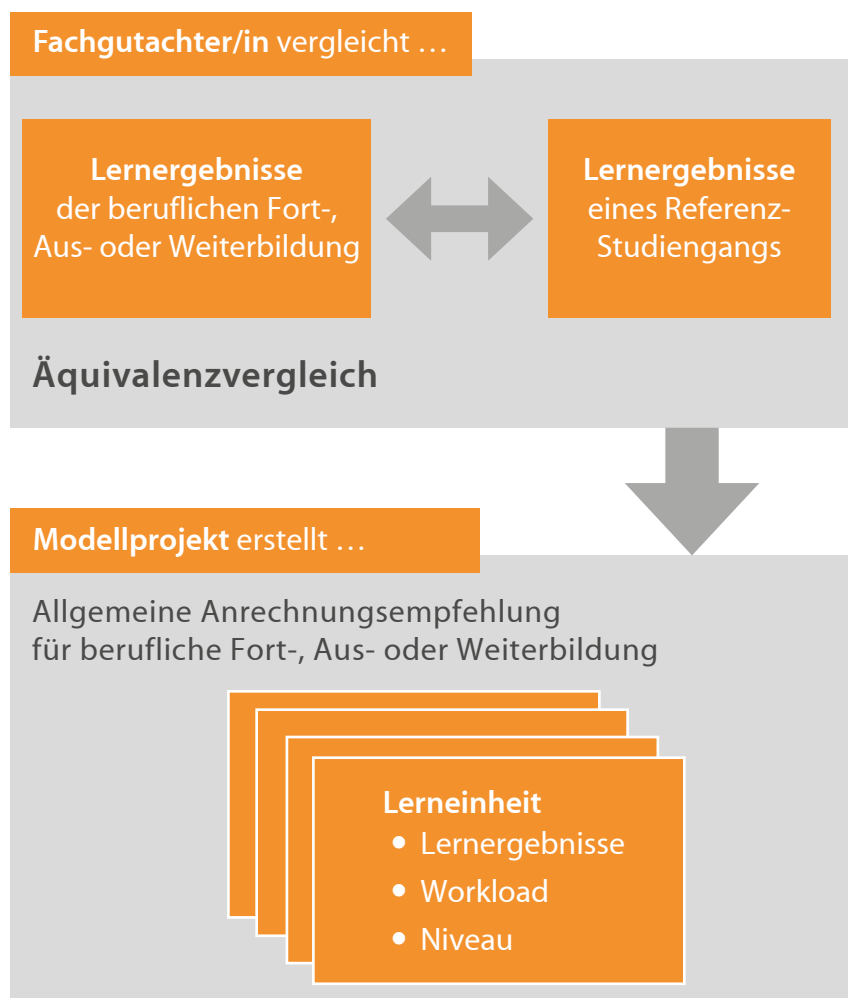 Fachgutachter/in vergleicht …
Lernergebnisse
der beruflichen Fort-,
Aus- oder Weiterbildung
Lernergebnisse
eines Referenz-
Studiengangs
Äquivalenzvergleich
Modellprojekt erstellt …
Allgemeine Anrechnungsempfehlung
für berufliche Fort-, Aus- oder Weiterbildung
Lerneinheit
• Lernergebnisse
• Workload
• Niveau